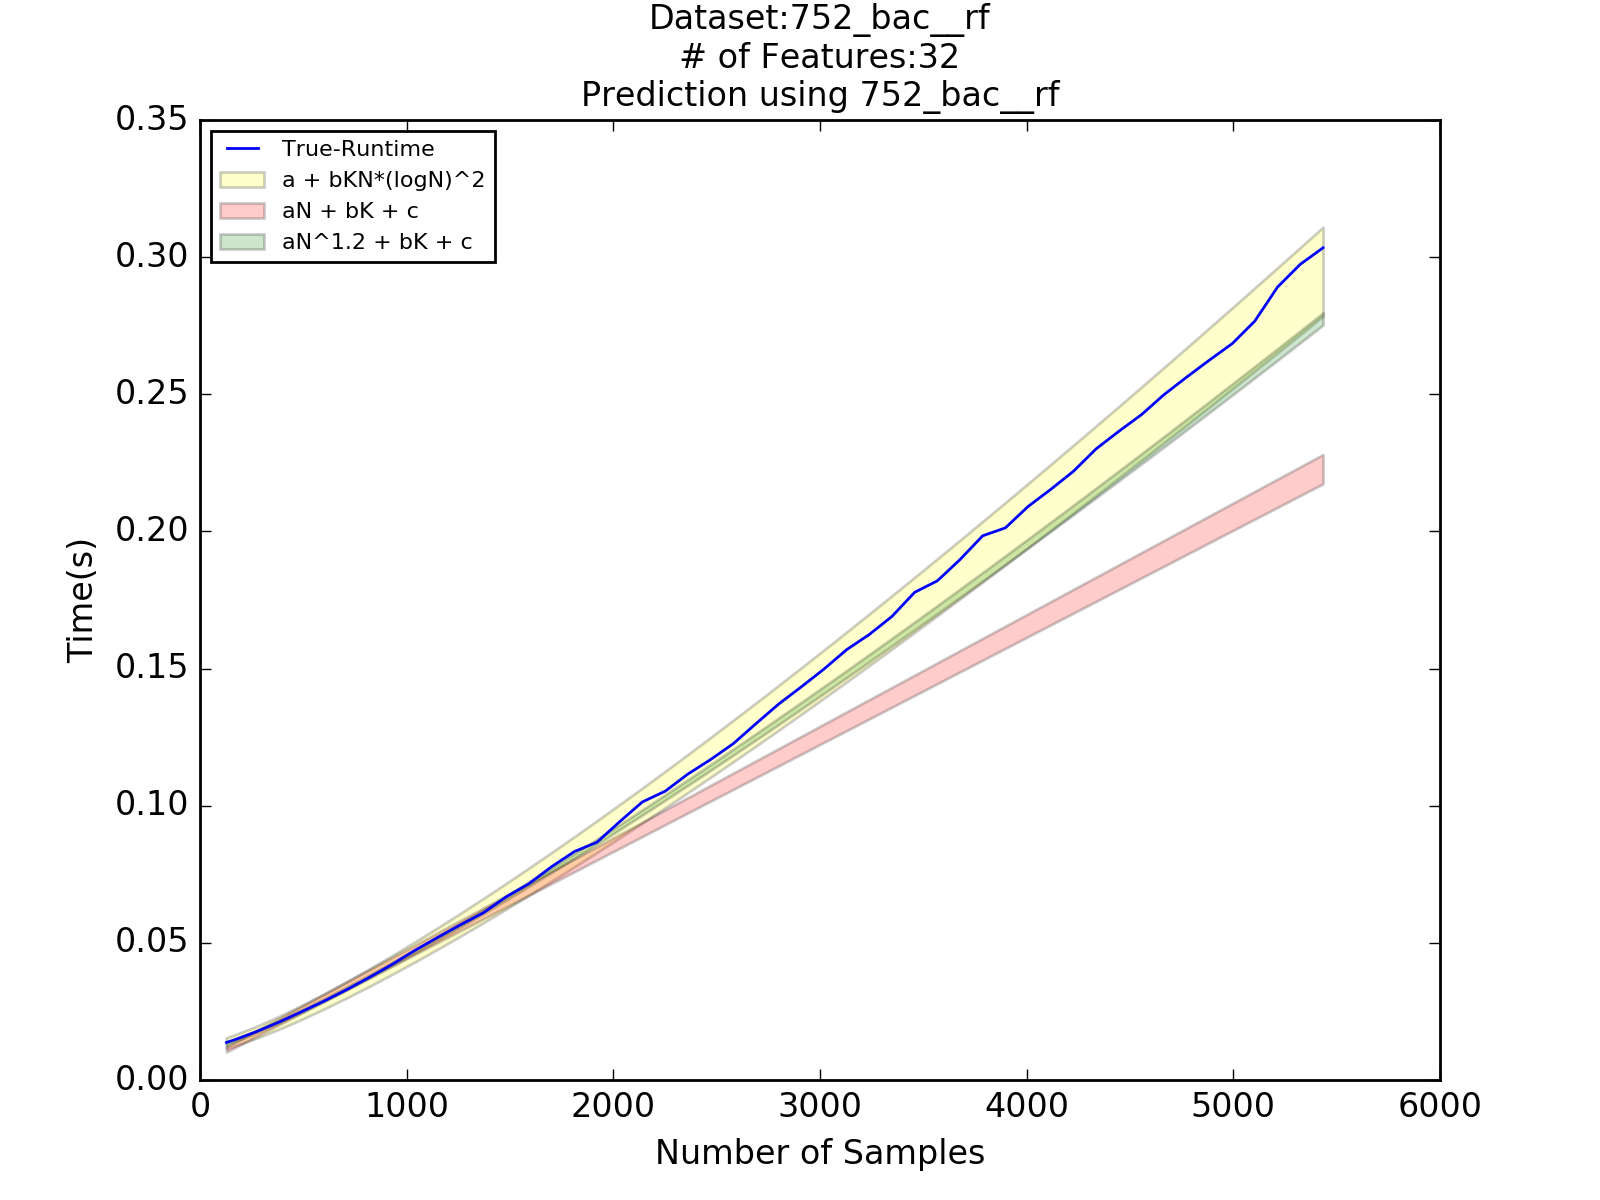 Dataset:752_bac__rf
# of Features:32
Prediction using 752_bac__rf
True-Runtime
a + bKN*(logN)^2
aN + bK + c
aN^1.2 + bK + c
0.35
0.30
0.25
0.20
0.15
0.10
0.05
0.00
Time(s)
0 1000 2000 3000 4000 5000 6000
Number of Samples